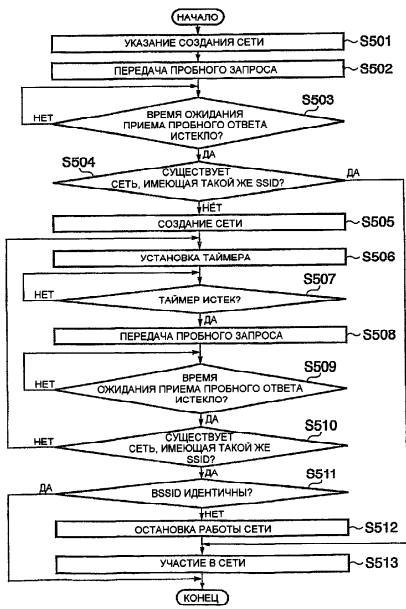 НАЧАЛО
УКАЗАНИЕ СОЗДАНИЯ СЕТИ
S501
ПЕРЕДАЧА ПРОБНОГО ЗАПРОСА
S502
S503
ВРЕМЯ ОЖИДАНИЯ
ПРИЕМА ПРОБНОГО ОТВЕТА
ИСТЕКЛО?
НЕТ
ДА
S504
СУЩЕСТВУЕТ
СЕТЬ, ИМЕЮЩАЯ ТАКОЙ ЖЕ SSID?
ДА
НЕТ
СОЗДАНИЕ СЕТИ
S505
УСТАНОВКА ТАЙМЕРА
S506
S507
ТАЙМЕР ИСТЕК?
НЕТ
ДА
ПЕРЕДАЧА ПРОБНОГО ЗАПРОСА
S508
S509
ВРЕМЯ
ОЖИДАНИЯ ПРИЕМА ПРОБНОГО ОТВЕТА
ИСТЕКЛО?
НЕТ
ДА
S510
СУЩЕСТВУЕТ
СЕТЬ, ИМЕЮЩАЯ ТАКОЙ ЖЕ
SSID?
НЕТ
ДА
S511
BSSID ИДЕНТИЧНЫ?
ДА
НЕТ
ОСТАНОВКА РАБОТЫ СЕТИ
S512
УЧАСТИЕ В СЕТИ
S513
КОНЕЦ